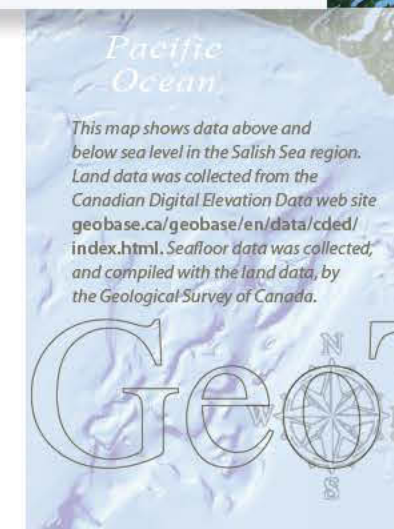 Pacific
Ocean
This map shows data above and
below sea level in the Salish Sea region.
Land data was collected from the
Canadian Digital Elevation Data web site
geobase.ca/geobase/en/data/cded/
index.html. Seafloor data was collected,
and compiled with the land data, by
the Geological Survey of Canada.
N
GeoT
W
S